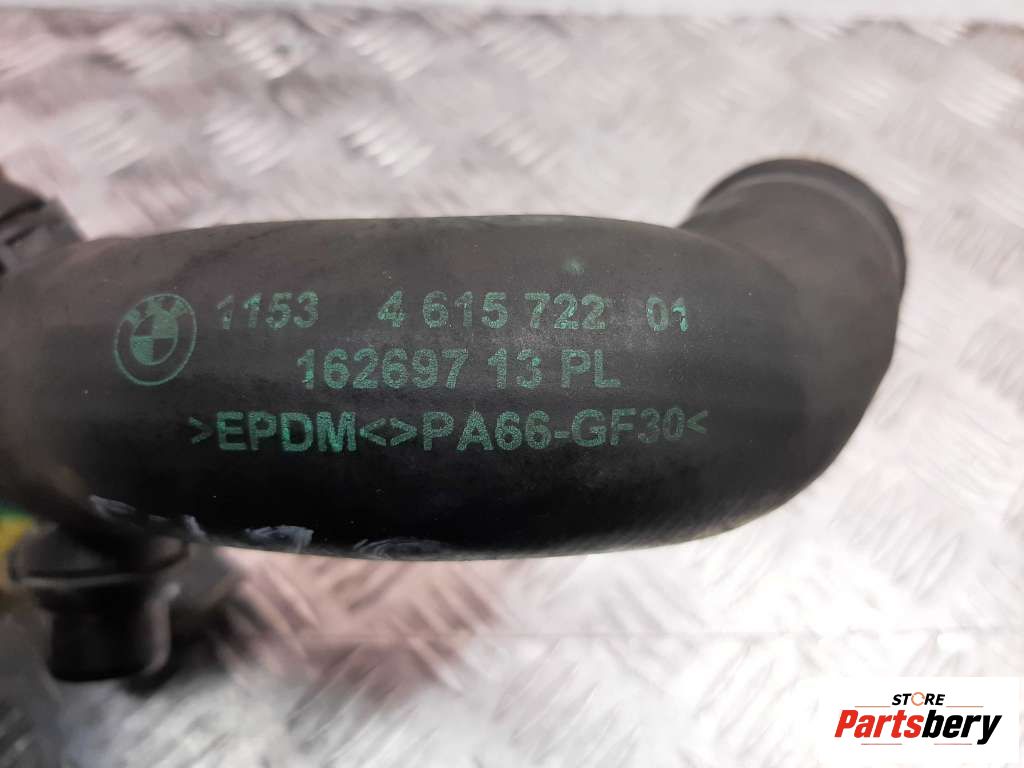 1153 4 615 722 01
162697 13 PL
>EPDM<>PA66-GF30<
STORE
Partsbery